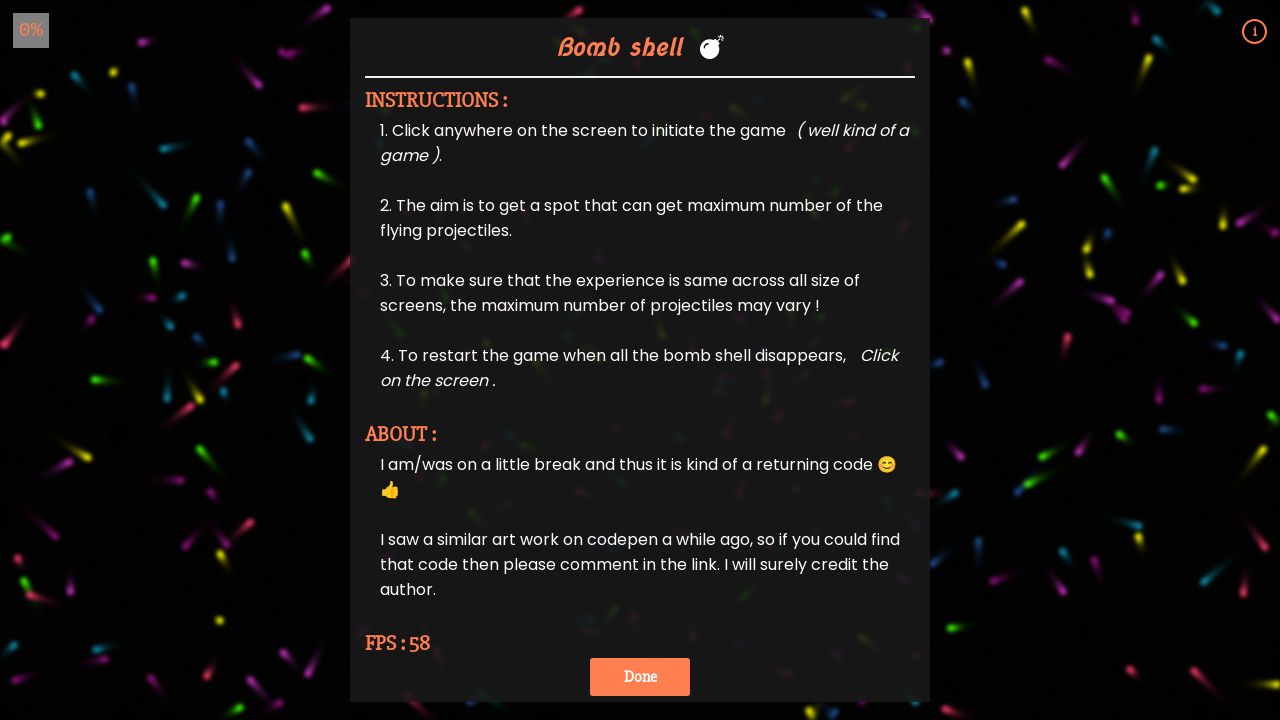 0%
i
Bomb shell 💣
INSTRUCTIONS :
1. Click anywhere on the screen to initiate the game ( well kind of a
game ).
2. The aim is to get a spot that can get maximum number of the
flying projectiles.
3. To make sure that the experience is same across all size of
screens, the maximum number of projectiles may vary !
4. To restart the game when all the bomb shell disappears, Click
on the screen .
ABOUT :
I am/was on a little break and thus it is kind of a returning code 😊
👍
I saw a similar art work on codepen a while ago, so if you could find
that code then please comment in the link. I will surely credit the
author.
FPS : 58
Done